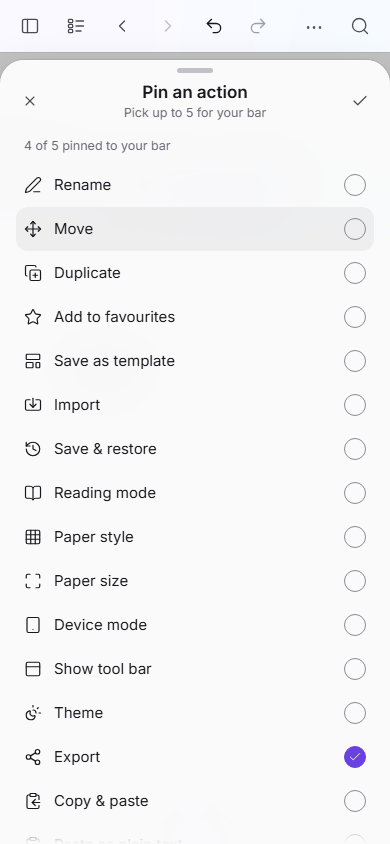 Pin an action
Pick up to 5 for your bar
4 of 5 pinned to your bar
Rename
Move
Duplicate
Add to favourites
Save as template
Import
Save & restore
Reading mode
Paper style
Paper size
Device mode
Show tool bar
Theme
Export
Copy & paste